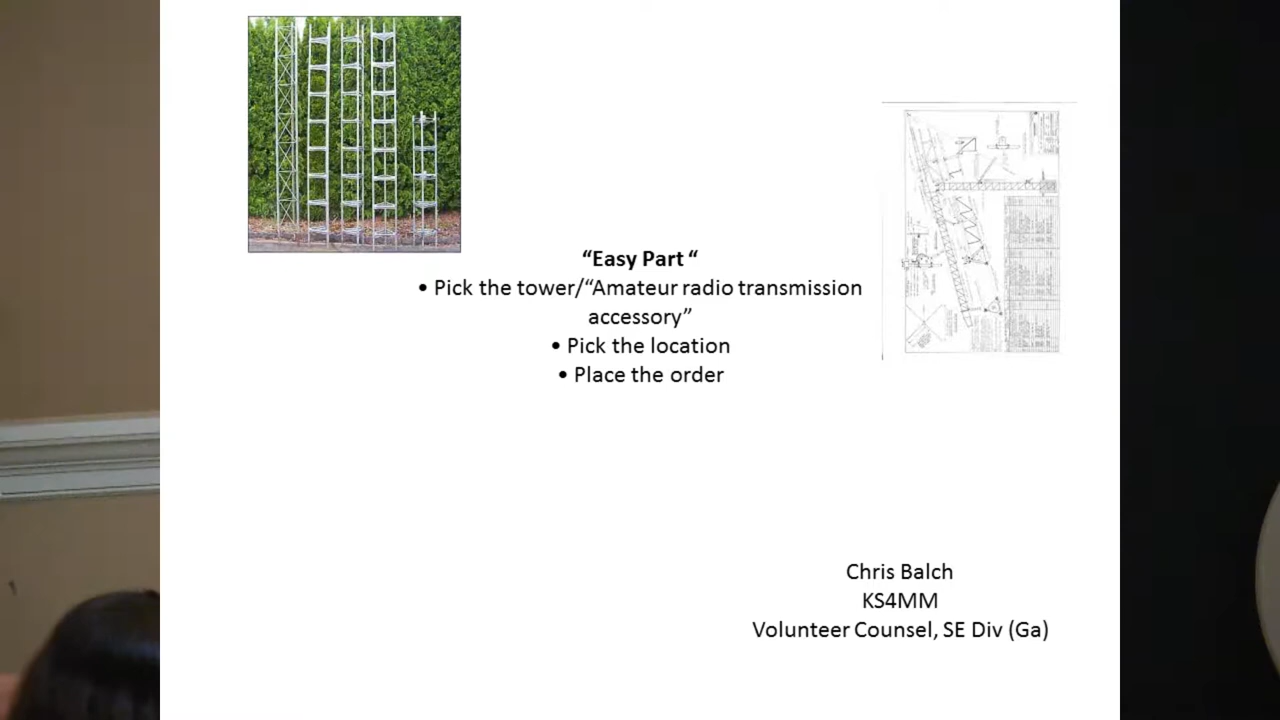 “Easy Part “
• Pick the tower/“Amateur radio transmission
accessory”
• Pick the location
• Place the order
Chris Balch
KS4MM
Volunteer Counsel, SE Div (Ga)